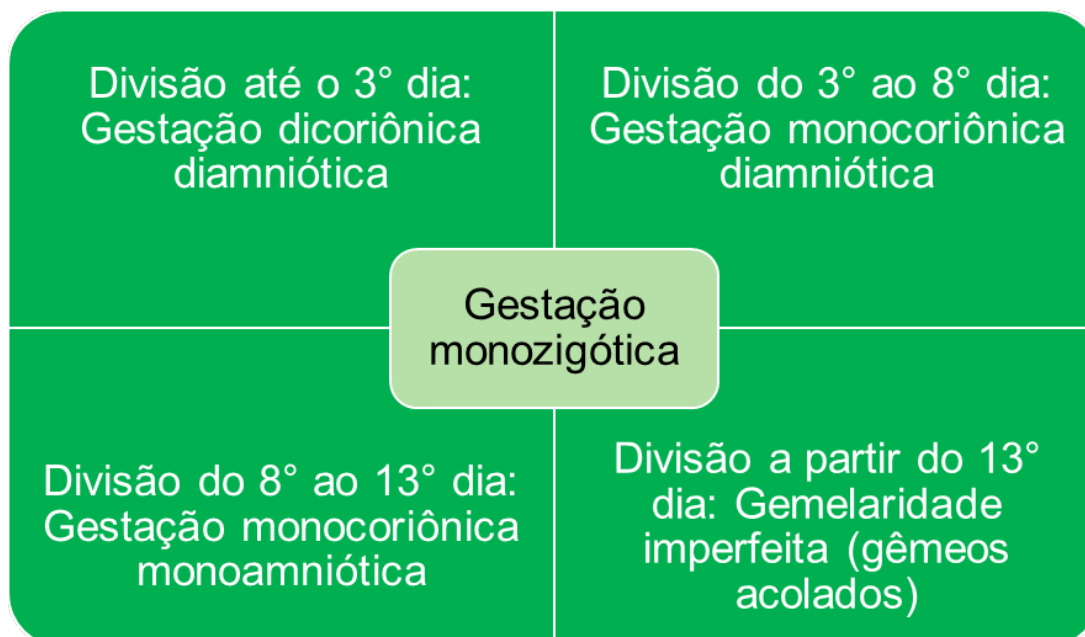 Divisão até o 3° dia:
Gestação dicoriônica
diamniótica
Divisão do 3° ao 8° dia:
Gestação monocoriônica
diamniótica
Gestação
monozigótica
Divisão do 8° ao 13° dia:
Gestação monocoriônica
monoamniótica
Divisão a partir do 13°
dia: Gemelaridade
imperfeita (gêmeos
acolados)